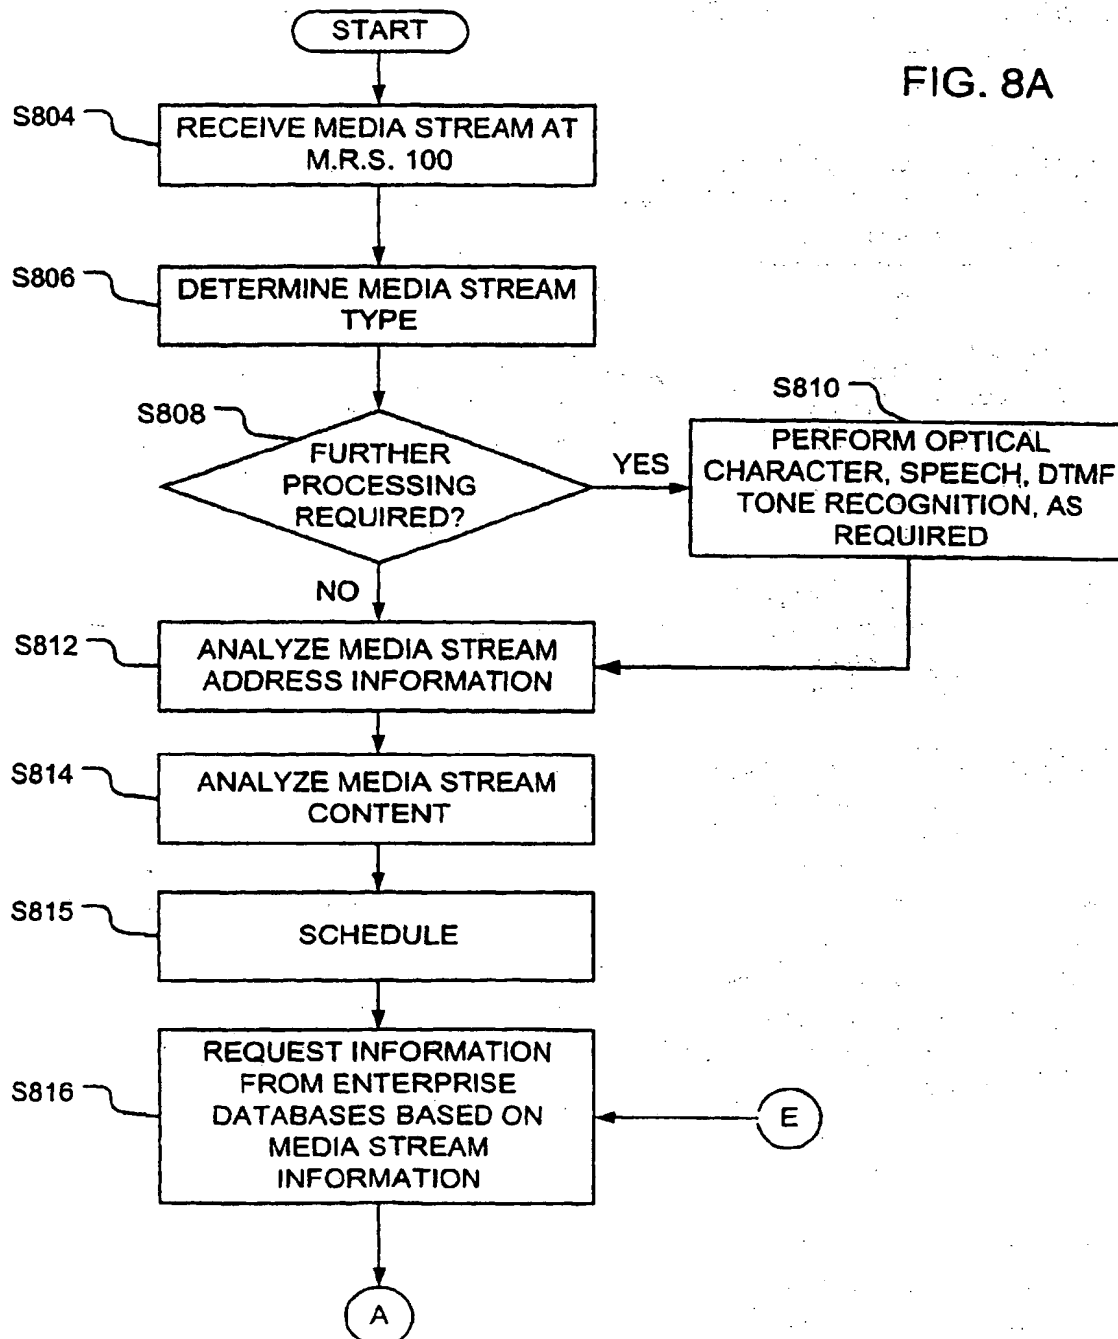 START
FIG. 8A
S804
RECEIVE MEDIA STREAM AT
M.R.S. 100
S806
DETERMINE MEDIA STREAM
TYPE
S808
FURTHER
PROCESSING
REQUIRED?
YES
S810
PERFORM OPTICAL
CHARACTER, SPEECH, DTMF
TONE RECOGNITION, AS
REQUIRED
NO
S812
ANALYZE MEDIA STREAM
ADDRESS INFORMATION
S814
ANALYZE MEDIA STREAM
CONTENT
S815
SCHEDULE
S816
REQUEST INFORMATION
FROM ENTERPRISE
DATABASES BASED ON
MEDIA STREAM
INFORMATION
E
A